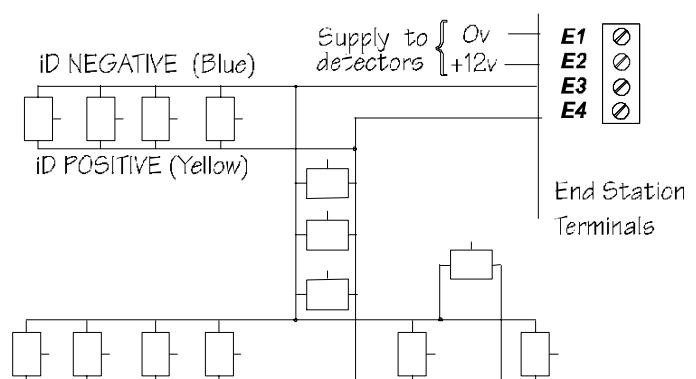 Supply to
detectors
0v
+12v
E1
E2
E3
E4
iD NEGATIVE (Blue)
iD POSITIVE (Yellow)
End Station
Terminals